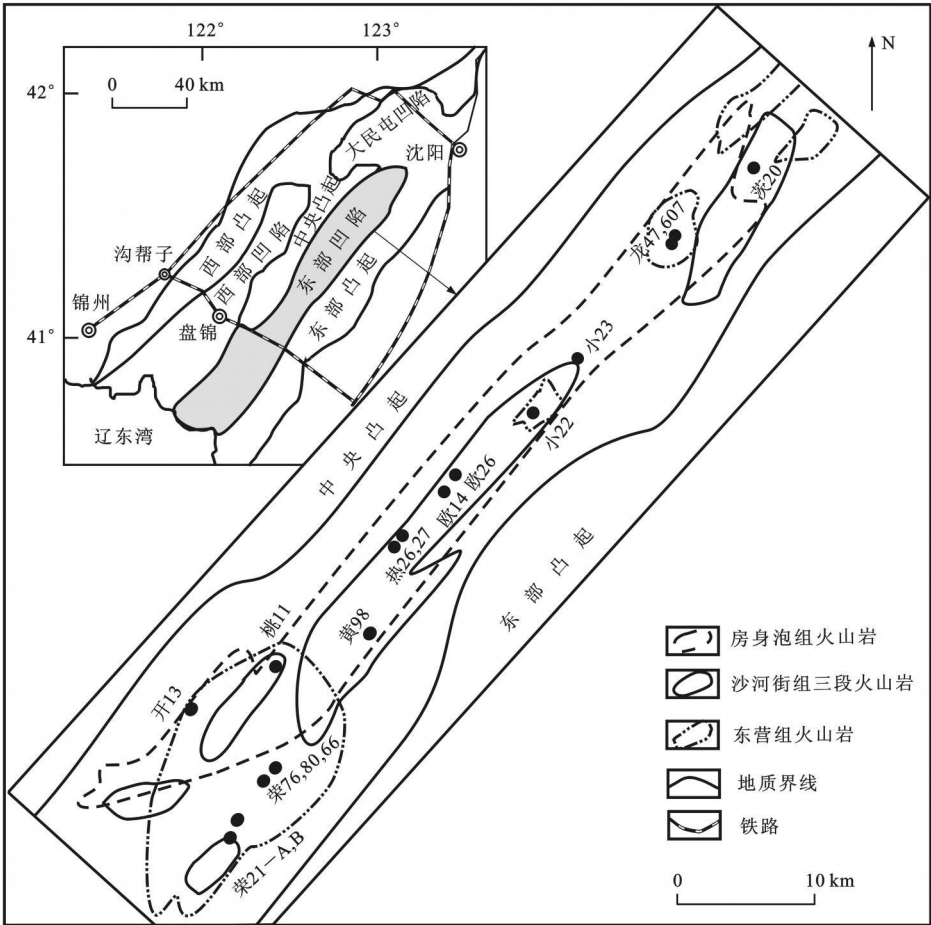 122°
123°
N
0
40 km
42°
大民屯凹陷
沈阳
西部凸起
西部凹陷
中央凸起
东部凹陷
东部凸起
沟帮子
锦州
盘锦
41°
辽东湾
茨20
龙47,607
小23
小22
中央凸起
欧26
欧14
热26,27
东部凸起
黄98
桃11
开13
荣76,80,66
荣21-A,B
房身泡组火山岩
沙河街组三段火山岩
东营组火山岩
地质界线
铁路
0
10 km